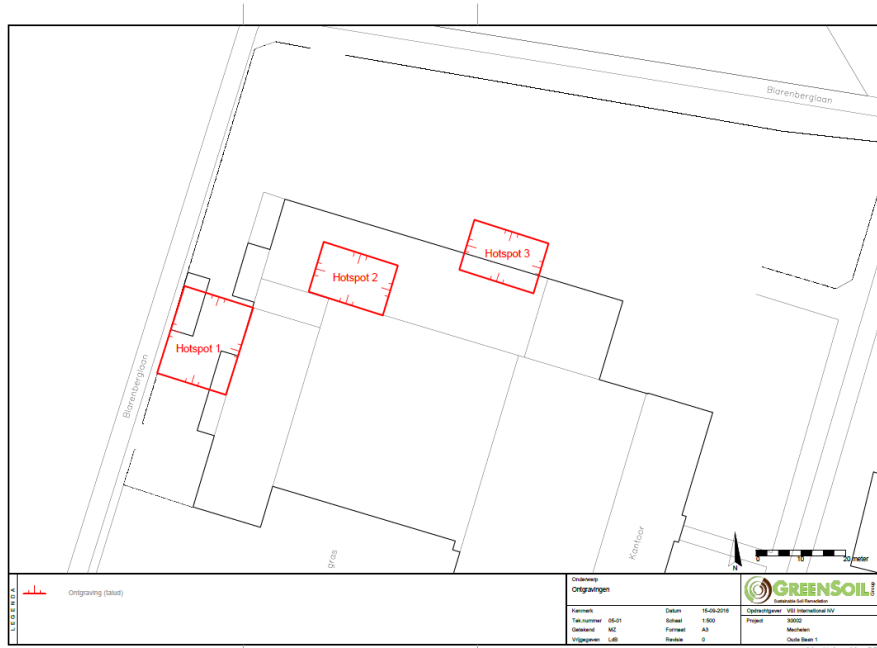 Blarenberglaan
Hotspot 3
Hotspot 2
Hotspot 1
Blarenberglaan
gras
Kantoor
N
0 10 20 meter
LEGENDA
Ontgraving (talud)
Onderwerp
Ontgravingen
Kenmerk
Datum 15-09-2016
Tek.nummer 05-01
Schaal 1:500
Getekend MZ
Formaat A3
Vrijgegeven LdB
Revisie 0
GREENSOIL Group
Sustainable Soil Remediation
Opdrachtgever VSI International NV
Project 30002
Mechelen
Oude Baan 1